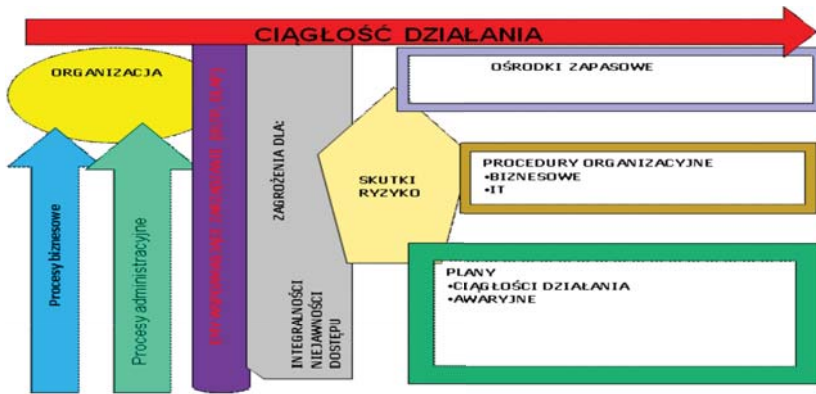 CIĄGŁOŚĆ DZIAŁANIA
ORGANIZACJA
Procesy biznesowe
Procesy administracyjne
ZAGROŻENIA DLA:
INTEGRALNOŚCI
NIEJAWNOŚCI
DOSTĘPU
SKUTKI
RYZYKO
OŚRODKI ZAPASOWE
PROCEDURY ORGANIZACYJNE
•BIZNESOWE
•IT
PLANY
•CIĄGŁOŚCI DZIAŁANIA
•AWARYJNE